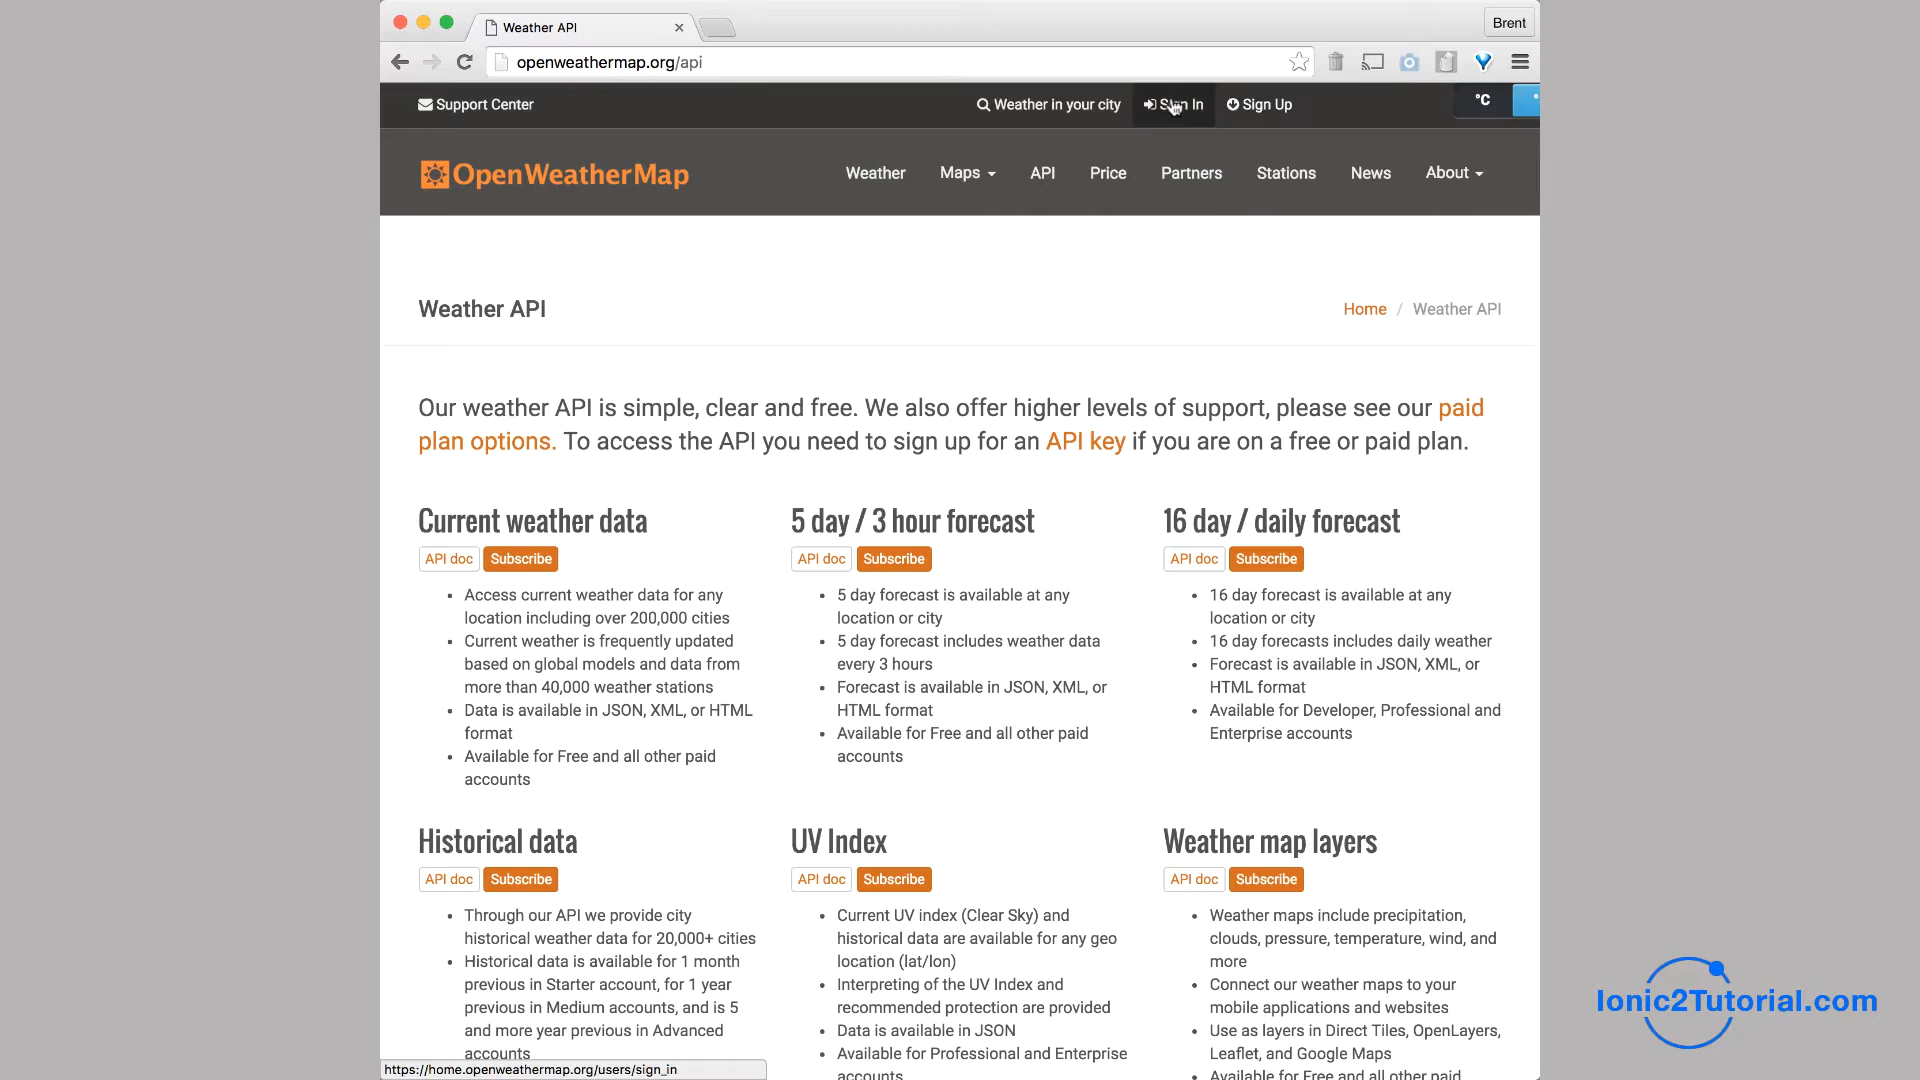 Weather API
Brent
openweathermap.org/api
Support Center
Weather in your city
Sign In
Sign Up
°C
OpenWeatherMap
Weather
Maps
API
Price
Partners
Stations
News
About
Weather API
Home / Weather API
Our weather API is simple, clear and free. We also offer higher levels of support, please see our paid
plan options. To access the API you need to sign up for an API key if you are on a free or paid plan.
Current weather data
API doc Subscribe
• Access current weather data for any
location including over 200,000 cities
• Current weather is frequently updated
based on global models and data from
more than 40,000 weather stations
• Data is available in JSON, XML, or HTML
format
• Available for Free and all other paid
accounts
5 day / 3 hour forecast
API doc Subscribe
• 5 day forecast is available at any
location or city
• 5 day forecast includes weather data
every 3 hours
• Forecast is available in JSON, XML, or
HTML format
• Available for Free and all other paid
accounts
16 day / daily forecast
API doc Subscribe
• 16 day forecast is available at any
location or city
• 16 day forecasts includes daily weather
• Forecast is available in JSON, XML, or
HTML format
• Available for Developer, Professional and
Enterprise accounts
Historical data
API doc Subscribe
• Through our API we provide city
historical weather data for 20,000+ cities
• Historical data is available for 1 month
previous in Starter account, for 1 year
previous in Medium accounts, and is 5
and more year previous in Advanced
accounts
UV Index
API doc Subscribe
• Current UV index (Clear Sky) and
historical data are available for any geo
location (lat/lon)
• Interpreting of the UV Index and
recommended protection are provided
• Data is available in JSON
• Available for Professional and Enterprise
accounts
Weather map layers
API doc Subscribe
• Weather maps include precipitation,
clouds, pressure, temperature, wind, and
more
• Connect our weather maps to your
mobile applications and websites
• Use as layers in Direct Tiles, OpenLayers,
Leaflet, and Google Maps
• Available for Free and all other paid
https://home.openweathermap.org/users/sign_in
Ionic2Tutorial.com